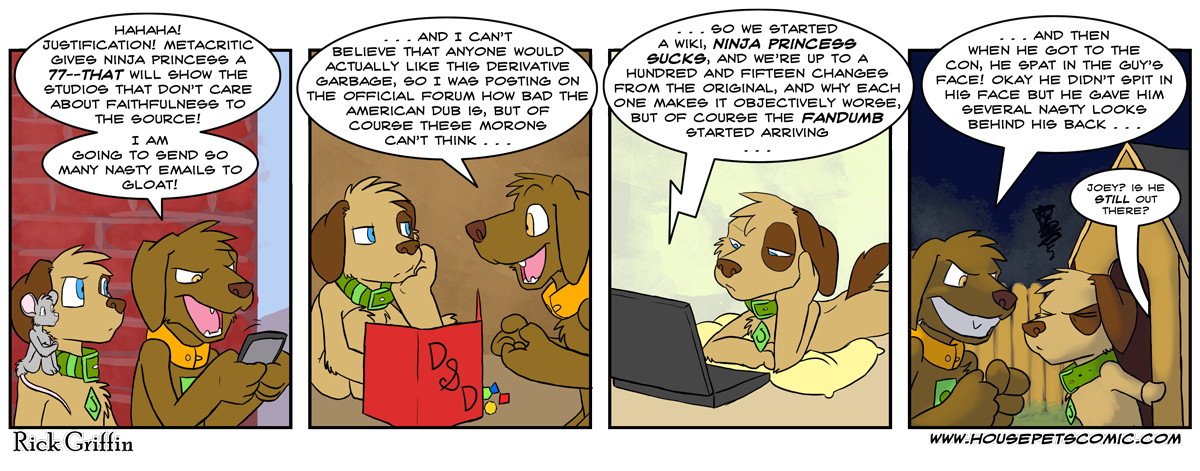 HAHAHA!
JUSTIFICATION! METACRITIC
GIVES NINJA PRINCESS A
77--THAT WILL SHOW THE
STUDIOS THAT DON'T CARE
ABOUT FAITHFULNESS TO
THE SOURCE!
I AM
GOING TO SEND SO
MANY NASTY EMAILS TO
GLOAT!
. . . AND I CAN'T
BELIEVE THAT ANYONE WOULD
ACTUALLY LIKE THIS DERIVATIVE
GARBAGE, SO I WAS POSTING ON
THE OFFICIAL FORUM HOW BAD THE
AMERICAN DUB IS, BUT OF
COURSE THESE MORONS
CAN'T THINK . . .
D&D
. . . SO WE STARTED
A WIKI, NINJA PRINCESS
SUCKS, AND WE'RE UP TO A
HUNDRED AND FIFTEEN CHANGES
FROM THE ORIGINAL, AND WHY EACH
ONE MAKES IT OBJECTIVELY WORSE,
BUT OF COURSE THE FANDUMB
STARTED ARRIVING
. . .
. . . AND THEN
WHEN HE GOT TO THE
CON, HE SPAT IN THE GUY'S
FACE! OKAY HE DIDN'T SPIT IN
HIS FACE BUT HE GAVE HIM
SEVERAL NASTY LOOKS
BEHIND HIS BACK . . .
JOEY? IS HE
STILL OUT
THERE?
Rick Griffin
WWW.HOUSEPETSCOMIC.COM